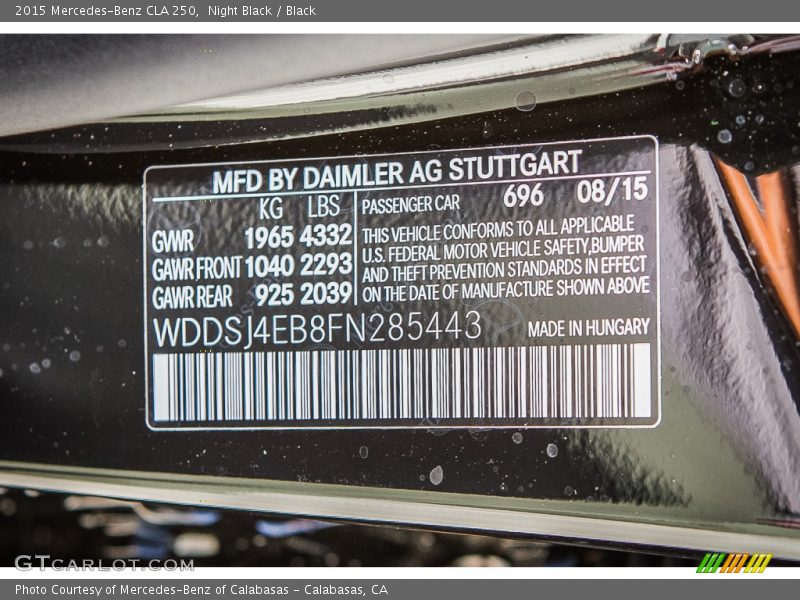 2015 Mercedes-Benz CLA 250,  Night Black / Black
MFD BY DAIMLER AG STUTTGART
KG LBS PASSENGER CAR 696 08/15
GWR 1965 4332
GAWR FRONT 1040 2293
GAWR REAR 925 2039
THIS VEHICLE CONFORMS TO ALL APPLICABLE
U.S. FEDERAL MOTOR VEHICLE SAFETY,BUMPER
AND THEFT PREVENTION STANDARDS IN EFFECT
ON THE DATE OF MANUFACTURE SHOWN ABOVE
WDDSJ4EB8FN285443 MADE IN HUNGARY
GTCARLOT.COM
Photo Courtesy of Mercedes-Benz of Calabasas - Calabasas, CA